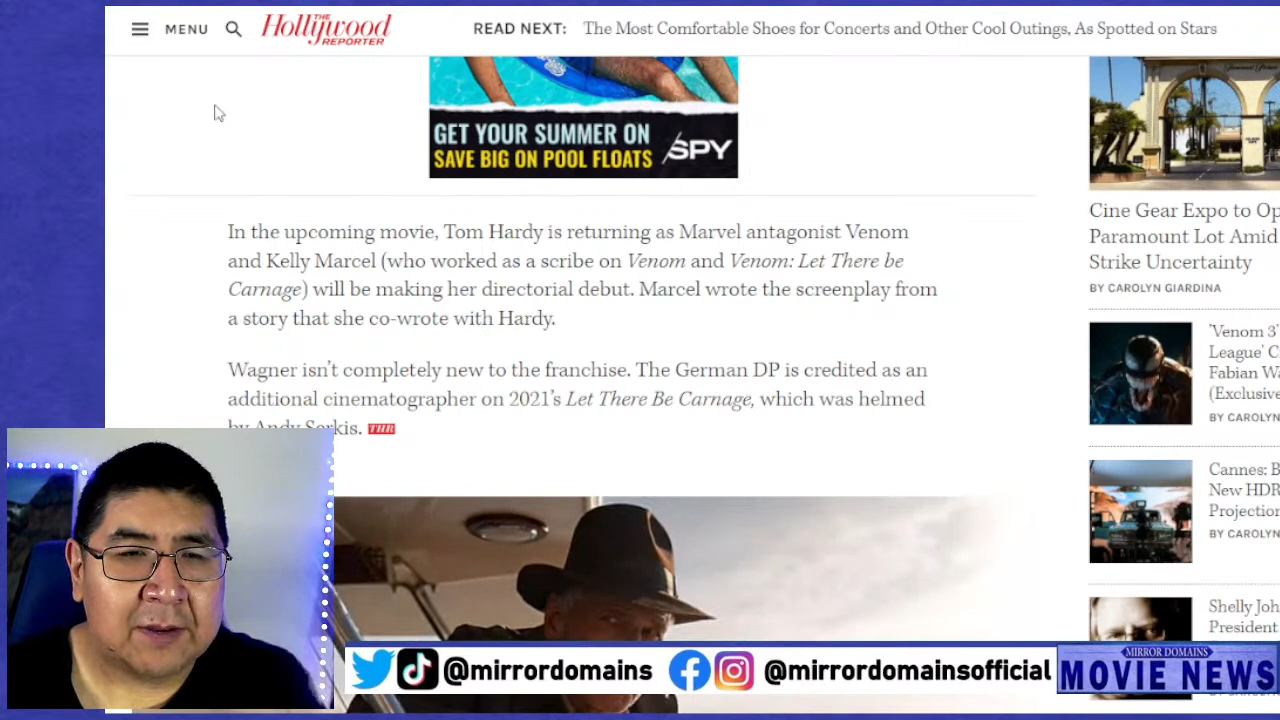 MENU
THE
Hollywood
REPORTER
READ NEXT: The Most Comfortable Shoes for Concerts and Other Cool Outings, As Spotted on Stars
GET YOUR SUMMER ON
SAVE BIG ON POOL FLOATS
SPY
In the upcoming movie, Tom Hardy is returning as Marvel antagonist Venom
and Kelly Marcel (who worked as a scribe on Venom and Venom: Let There be
Carnage) will be making her directorial debut. Marcel wrote the screenplay from
a story that she co-wrote with Hardy.
Wagner isn't completely new to the franchise. The German DP is credited as an
additional cinematographer on 2021's Let There Be Carnage, which was helmed
by Andy Serkis. THR
Cine Gear Expo to Op
Paramount Lot Amid
Strike Uncertainty
BY CAROLYN GIARDINA
'Venom 3'
League' C
Fabian Wa
(Exclusive
BY CAROLYN
Cannes: B
New HDR
Projection
BY CAROLYN
Shelly Joh
President
@mirrordomains
@mirrordomainsofficial
MIRROR DOMAINS
MOVIE NEWS